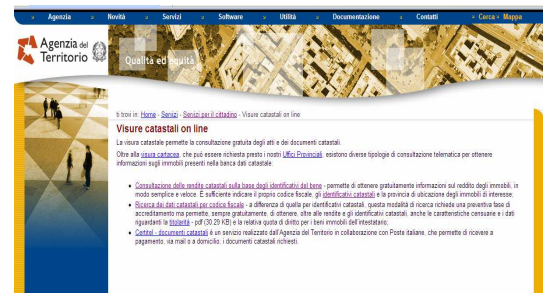 Agenzia Novità Servizi Software Utilità Documentazione Contatti Cerca Mappa
Agenzia del
Territorio
Qualità ed equità
ti trovi in: Home - Servizi - Servizi per il cittadino - Visure catastali on line
Visure catastali on line
La visura catastale permette la consultazione gratuita degli atti e dei documenti catastali.
Oltre alla visura cartacea, che può essere richiesta presso i nostri Uffici Provinciali, esistono diverse tipologie di consultazione telematica per ottenere
informazioni sugli immobili presenti nella banca dati catastale:
Consultazione delle rendite catastali sulla base degli identificativi del bene - permette di ottenere gratuitamente informazioni sul reddito degli immobili, in
modo semplice e veloce. È sufficiente indicare il proprio codice fiscale, gli identificativi catastali e la provincia di ubicazione degli immobili di interesse;
Ricerca dei dati catastali per codice fiscale - a differenza di quella per identificativi catastali, questa modalità di ricerca richiede una preventiva fase di
accreditamento ma permette, sempre gratuitamente, di ottenere, oltre alle rendite e gli identificativi catastali, anche le caratteristiche censuarie e i dati
riguardanti la titolarità - pdf (30.29 KB) e la relativa quota di diritto per i beni immobili dell'intestatario;
Certitel - documenti catastali è un servizio realizzato dall'Agenzia del Territorio in collaborazione con Poste italiane, che permette di ricevere a
pagamento, via mail o a domicilio, i documenti catastali richiesti.